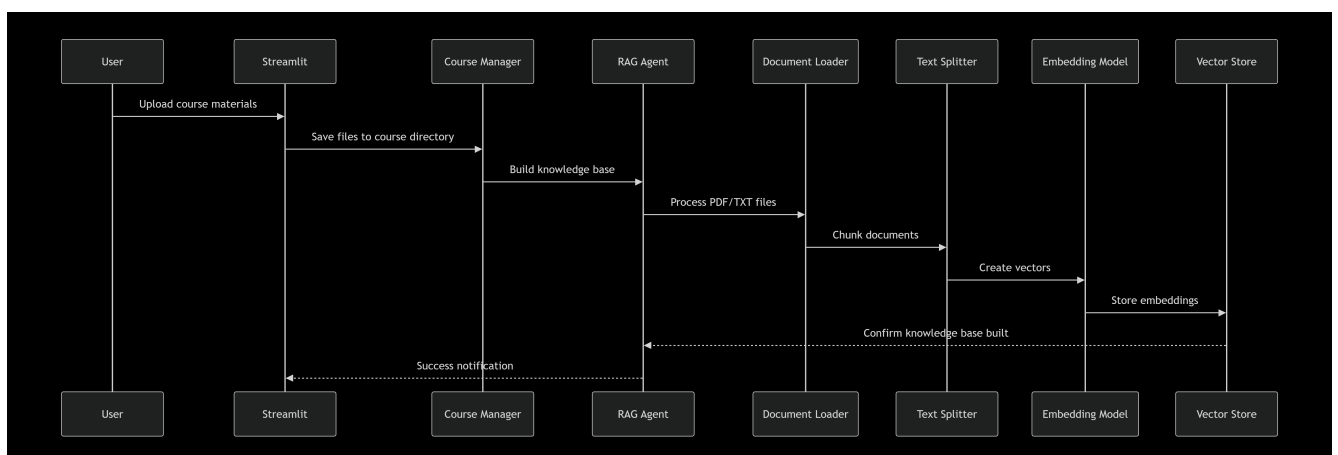 User
Streamlit
Course Manager
RAG Agent
Document Loader
Text Splitter
Embedding Model
Vector Store
Upload course materials
Save files to course directory
Build knowledge base
Process PDF/TXT files
Chunk documents
Create vectors
Store embeddings
Confirm knowledge base built
Success notification
User
Streamlit
Course Manager
RAG Agent
Document Loader
Text Splitter
Embedding Model
Vector Store